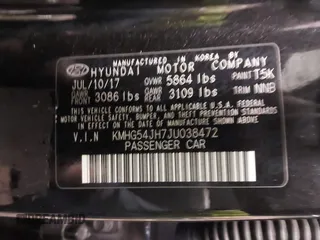 MANUFACTURED IN KOREA BY
HYUNDAI MOTOR COMPANY
JUL/10/17 GVWR 5864 lbs PAINT T5K
GAWR FRONT 3086 lbs GAWR REAR 3109 lbs TRIM NNB
THIS VEHICLE CONFORMS TO ALL APPLICABLE U.S. FEDERAL MOTOR VEHICLE SAFETY, BUMPER, AND THEFT PREVENTION STANDARDS IN EFFECT ON THE DATE OF MANUFACTURE SHOWN ABOVE.
V.I.N KMHG54JH7JU038472
PASSENGER CAR